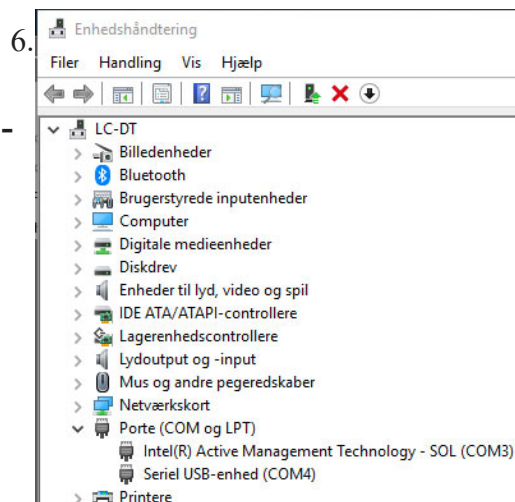 6.
Enhedshåndtering
Filer Handling Vis Hjælp
-
LC-DT
Billedenheder
Bluetooth
Brugerstyrede inputenheder
Computer
Digitale medieenheder
Diskdrev
Enheder til lyd, video og spil
IDE ATA/ATAPI-controllere
Lagerenhedscontrollere
Lydoutput og -input
Mus og andre pegeredskaber
Netværkskort
Porte (COM og LPT)
Intel(R) Active Management Technology - SOL (COM3)
Seriel USB-enhed (COM4)
Printere